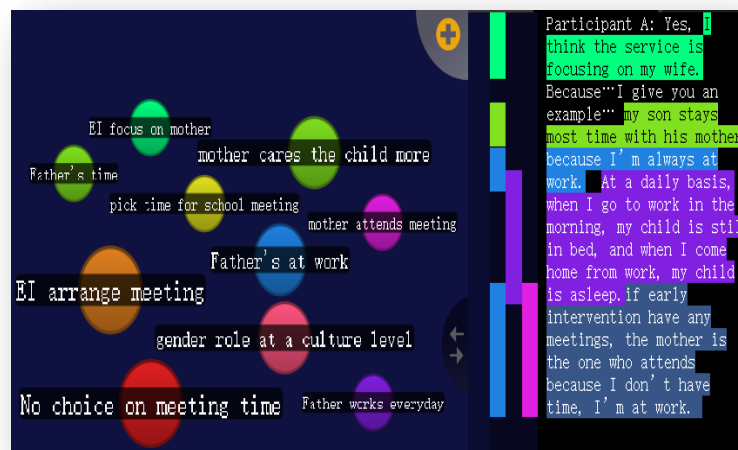 EI focus on mother
mother cares the child more
Father's time
pick time for school meeting
mother attends meeting
Father's at work
EI arrange meeting
gender role at a culture level
No choice on meeting time
Father works everyday
Participant A: Yes, I
think the service is
focusing on my wife.
Because…I give you an
example… my son stays
most time with his mother
because I'm always at
work. At a daily basis,
when I go to work in the
morning, my child is still
in bed, and when I come
home from work, my child
is asleep. if early
intervention have any
meetings, the mother is
the one who attends
because I don't have
time, I'm at work.